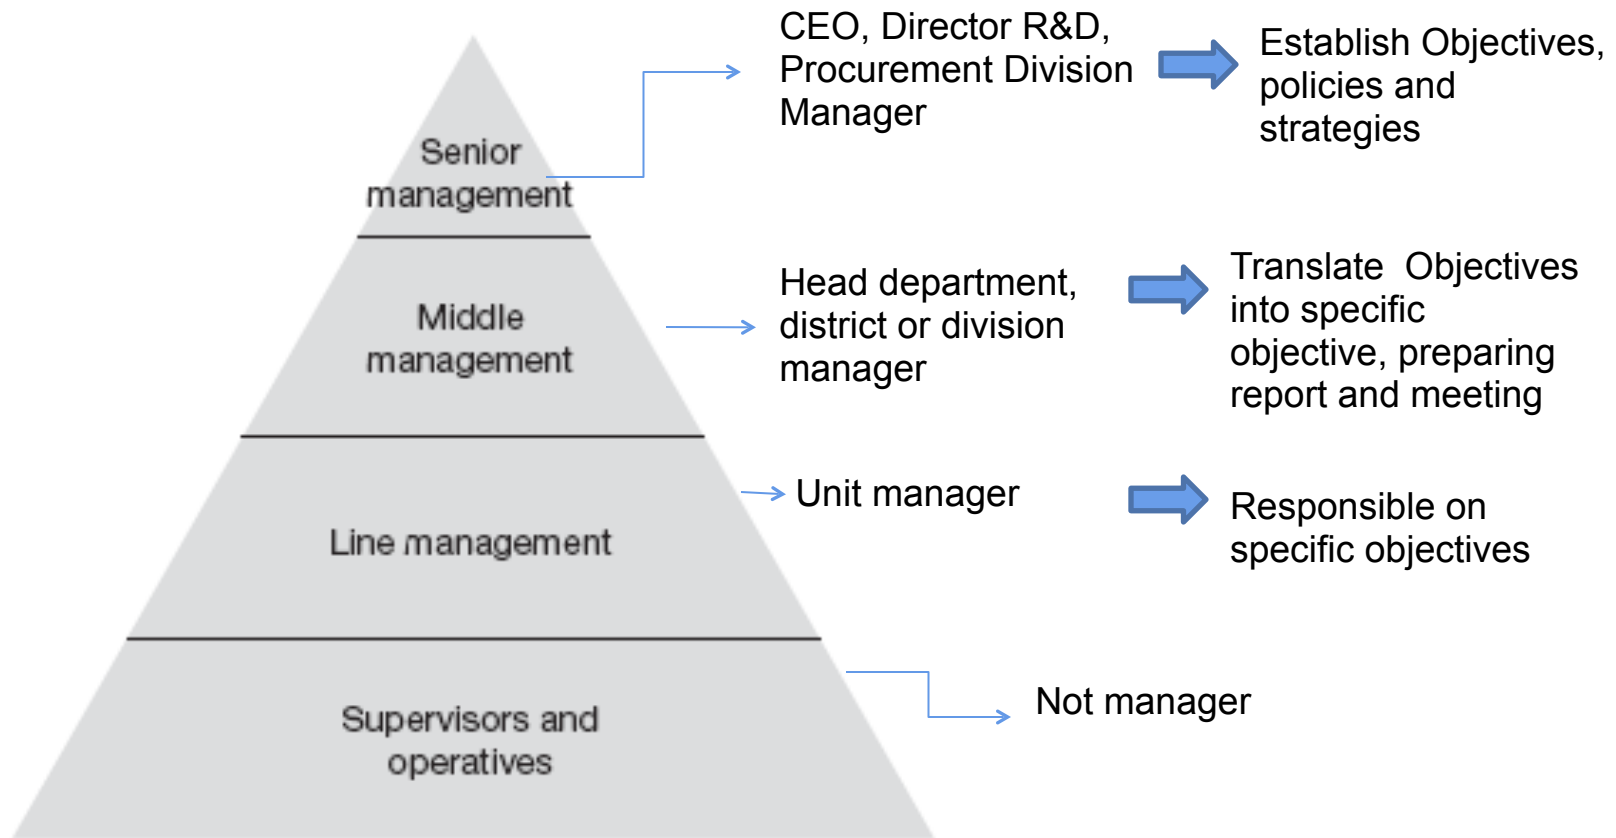 CEO, Director R&D,
Procurement Division
Manager
Establish Objectives,
policies and
strategies
Senior
management
Head department,
district or division
manager
Translate  Objectives
into specific
objective, preparing
report and meeting
Middle
management
Unit manager
Responsible on
specific objectives
Line management
Not manager
Supervisors and
operatives